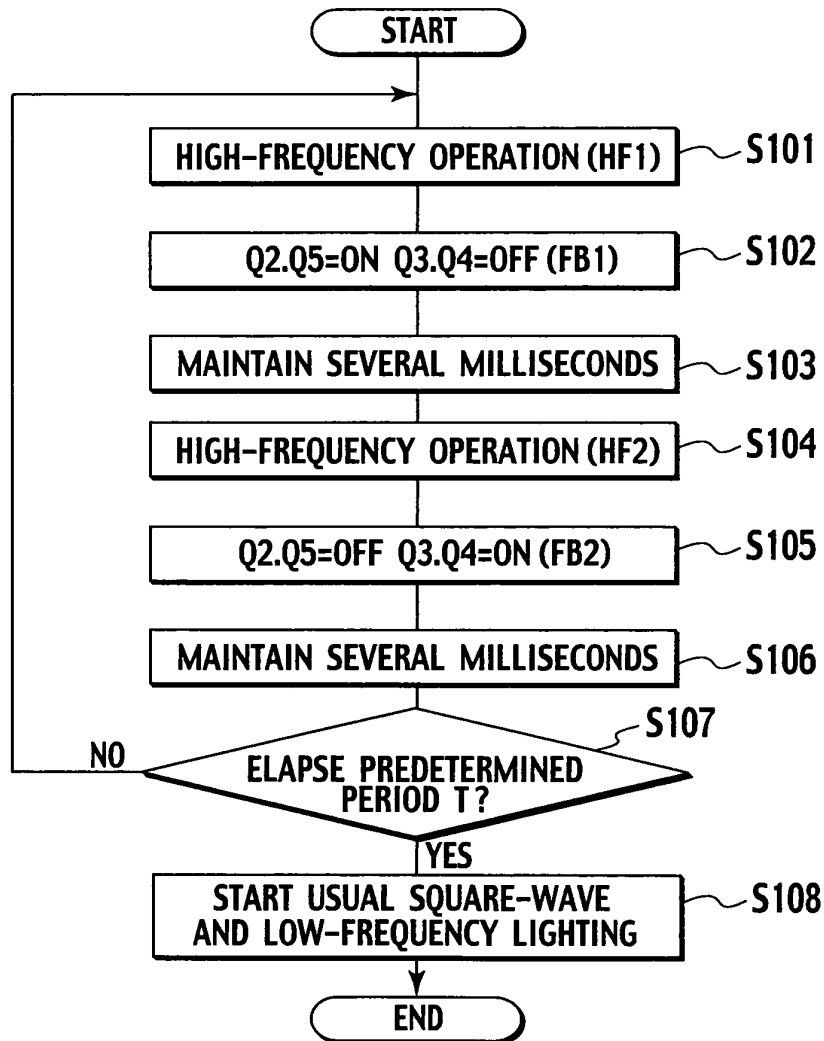 START
HIGH-FREQUENCY OPERATION (HF1)
S101
Q2.Q5=ON Q3.Q4=OFF (FB1)
S102
MAINTAIN SEVERAL MILLISECONDS
S103
HIGH-FREQUENCY OPERATION (HF2)
S104
Q2.Q5=OFF Q3.Q4=ON (FB2)
S105
MAINTAIN SEVERAL MILLISECONDS
S106
S107
NO
ELAPSE PREDETERMINED
PERIOD T?
YES
START USUAL SQUARE-WAVE
AND LOW-FREQUENCY LIGHTING
S108
END